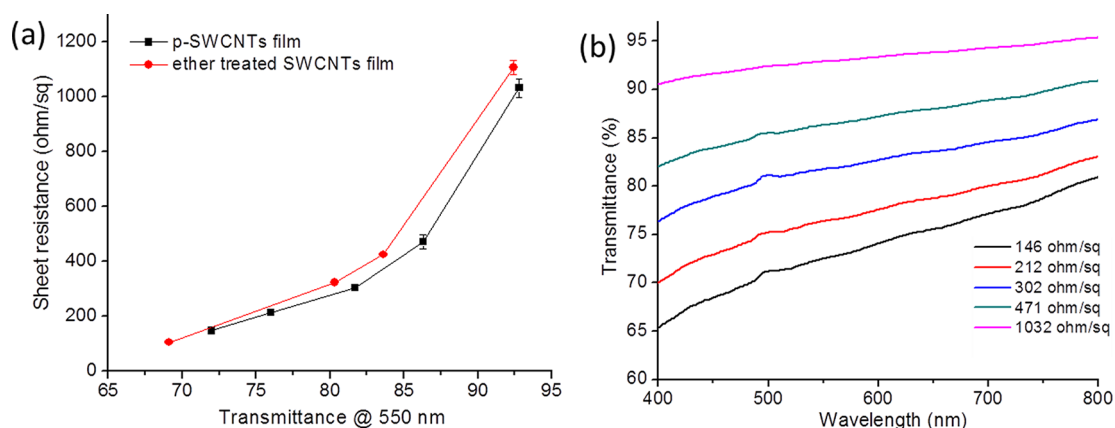 (a)
p-SWCNTs film
ether treated SWCNTs film
1200
1000
800
600
400
200
0
Sheet resistance (ohm/sq)
65 70 75 80 85 90 95
Transmittance @ 550 nm
(b)
95
90
85
80
75
70
65
60
Transmittance (%)
146 ohm/sq
212 ohm/sq
302 ohm/sq
471 ohm/sq
1032 ohm/sq
400 500 600 700 800
Wavelength (nm)